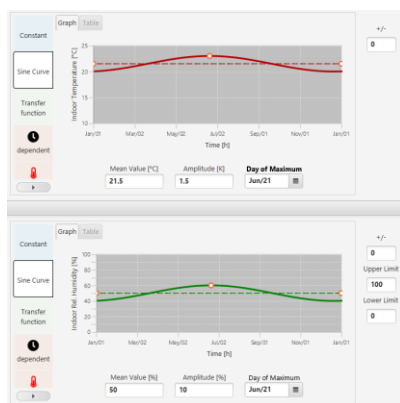 Constant
Sine Curve
Transfer
function
dependent
Graph Table
Indoor Temperature [°C]
25
20
15
10
Jan/01 Mar/02 May/02 Jul/02 Sep/01 Nov/01 Jan/01
Time [h]
Mean Value [°C] Amplitude [K] Day of Maximum
21.5 1.5 Jun/21
+/-
0
Constant
Sine Curve
Transfer
function
dependent
Graph Table
Indoor Rel. Humidity [%]
100
80
60
40
20
0
Jan/01 Mar/02 May/02 Jul/02 Sep/01 Nov/01 Jan/01
Time [h]
Mean Value [%] Amplitude [%] Day of Maximum
50 10 Jun/21
+/-
0
Upper Limit
100
Lower Limit
0